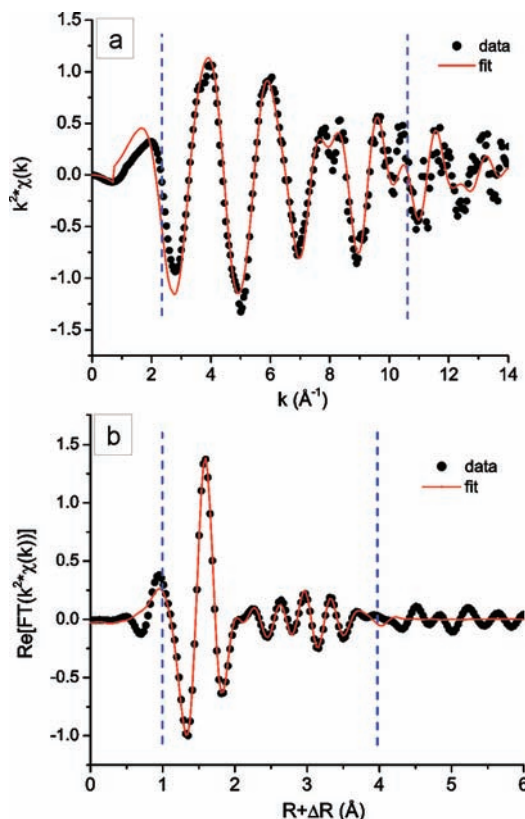 a
data
fit
1.5
1.0
0.5
0.0
-0.5
-1.0
-1.5
k²*χ(k)
0 2 4 6 8 10 12 14
k (Å⁻¹)
b
data
fit
1.5
1.0
0.5
0.0
-0.5
-1.0
Re[FT(k²*χ(k))]
0 1 2 3 4 5 6
R+ΔR (Å)